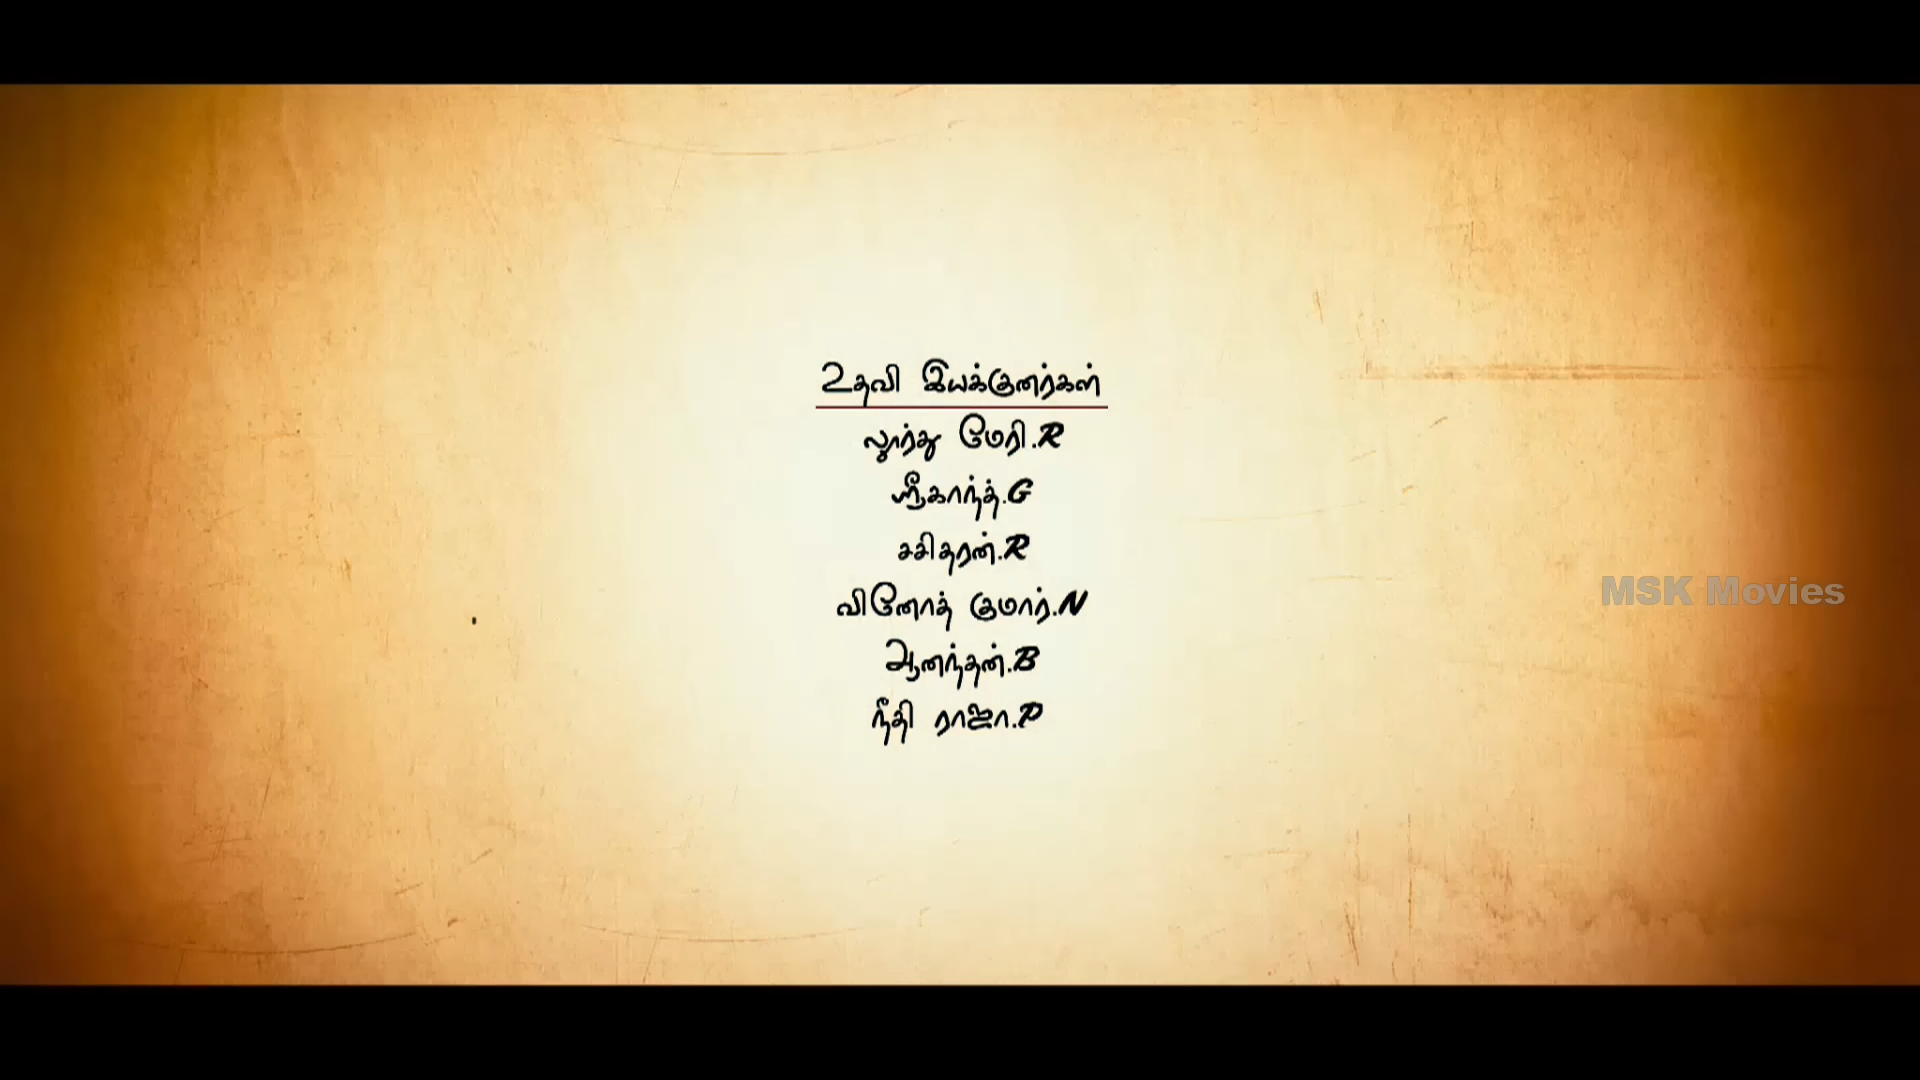 உதவி இயக்குனர்கள்
லூர்து மேரி.R
ஸ்ரீகாந்த்.G
சசிதரன்.R
வினோத் குமார்.N
MSK Movies
ஆனந்தன்.B
நீதி ராஜா.P